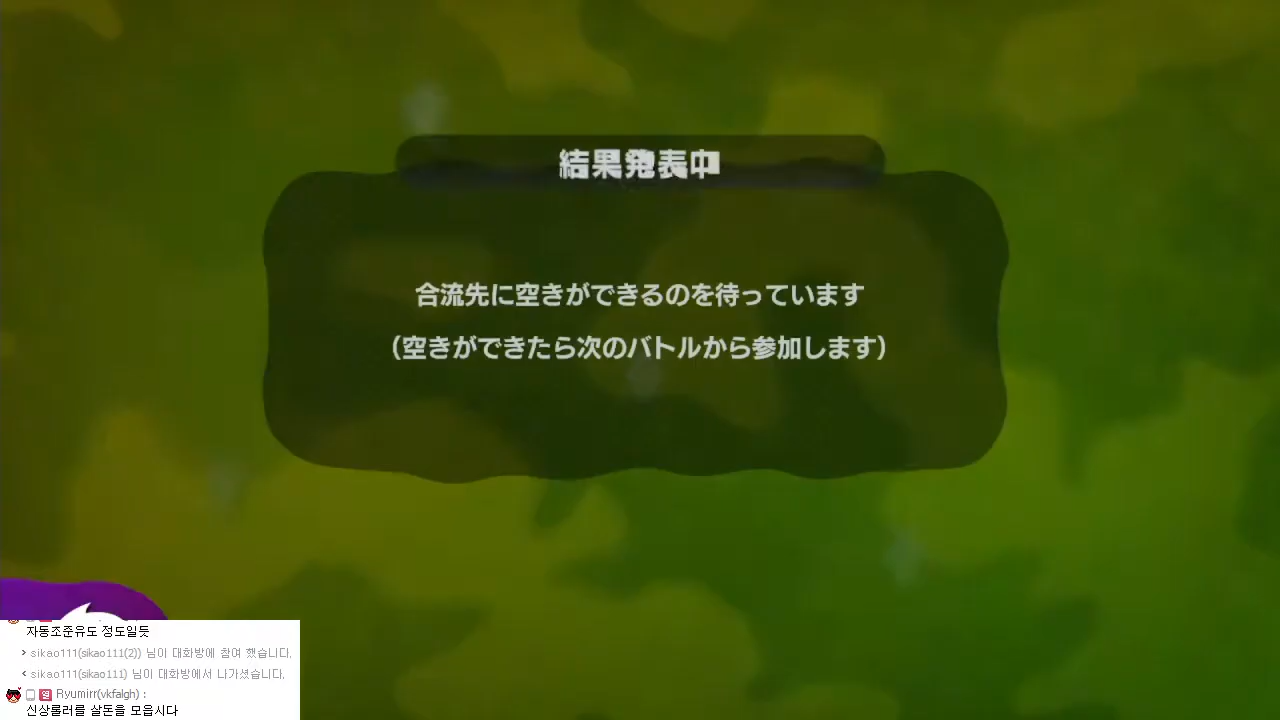 結果発表中
合流先に空きができるのを待っています
(空きができたら次のバトルから参加します)
자동조준유도 정도일듯
> sikao111(sikao111(2)) 님이 대화방에 참여 했습니다.
< sikao111(sikao111) 님이 대화방에서 나가셨습니다.
Ryumirr(vkfalgh) :
신상롤러를 살돈을 모읍시다